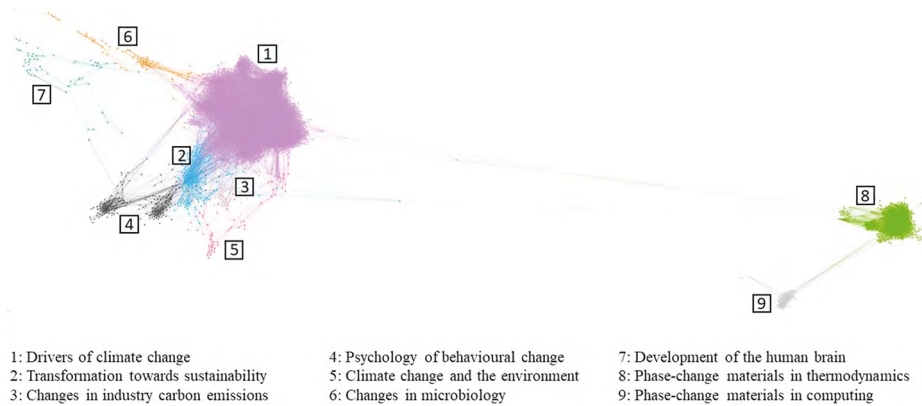 6
1
7
2
3
8
4
5
9
1: Drivers of climate change
2: Transformation towards sustainability
3: Changes in industry carbon emissions
4: Psychology of behavioural change
5: Climate change and the environment
6: Changes in microbiology
7: Development of the human brain
8: Phase-change materials in thermodynamics
9: Phase-change materials in computing